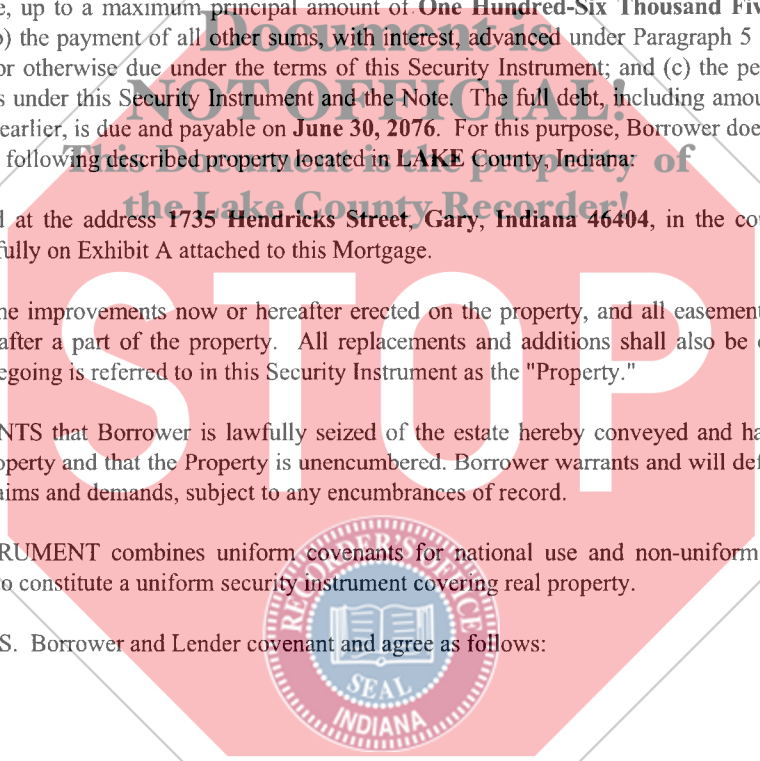 e, up to a maximum principal amount of One Hundred-Six Thousand Fiv
o) the payment of all other sums, with interest, advanced under Paragraph 5
or otherwise due under the terms of this Security Instrument; and (c) the pe
s under this Security Instrument and the Note. The full debt, including amou
earlier, is due and payable on June 30, 2076. For this purpose, Borrower doe
following described property located in LAKE County, Indiana:
d at the address 1735 Hendricks Street, Gary, Indiana 46404, in the cou
fully on Exhibit A attached to this Mortgage.
ne improvements now or hereafter erected on the property, and all easement
after a part of the property. All replacements and additions shall also be c
egoing is referred to in this Security Instrument as the "Property."
NTS that Borrower is lawfully seized of the estate hereby conveyed and ha
operty and that the Property is unencumbered. Borrower warrants and will def
aims and demands, subject to any encumbrances of record.
RUMENT combines uniform covenants for national use and non-uniform
to constitute a uniform security instrument covering real property.
S. Borrower and Lender covenant and agree as follows:
Document is
NOT OFFICIAL!
This Document is the property of
the Lake County Recorder!
STOP
RECORDER'S OFFICE
SEAL
INDIANA